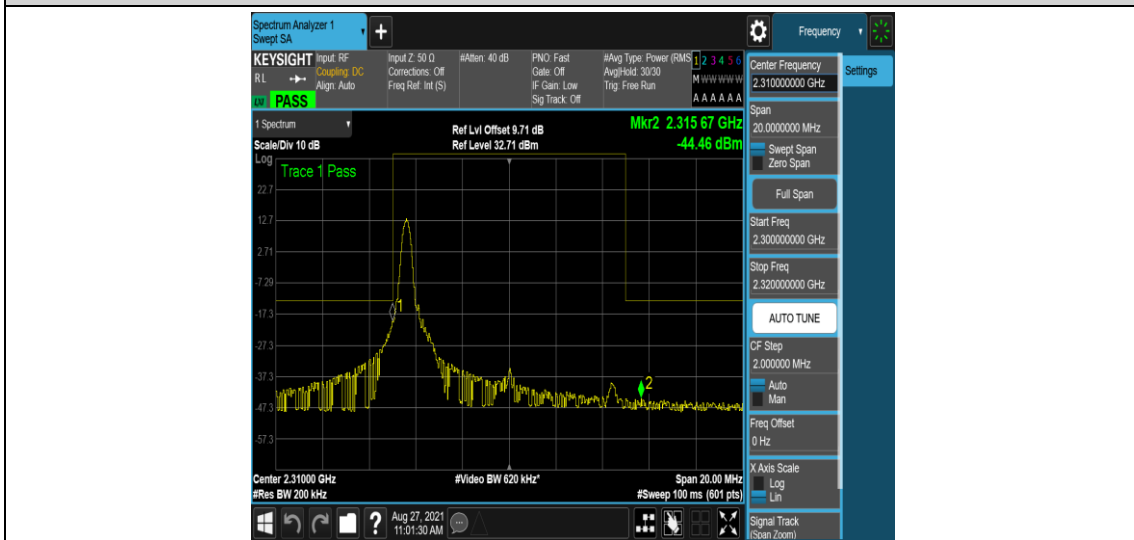 Spectrum Analyzer 1
Swept SA
Frequency
KEYSIGHT
R L
LXI
PASS
Input: RF
Coupling: DC
Align: Auto
Input Z: 50 Ω
Corrections: Off
Freq Ref: Int (S)
#Atten: 40 dB
PNO: Fast
Gate: Off
IF Gain: Low
Sig Track: Off
#Avg Type: Power (RMS
Avg|Hold: 30/30
Trig: Free Run
1 2 3 4 5 6
M W W W W W
A A A A A A
1 Spectrum
Ref Lvl Offset 9.71 dB
Mkr2 2.315 67 GHz
Scale/Div 10 dB
Ref Level 32.71 dBm
-44.46 dBm
Log
Trace 1 Pass
22.7
12.7
2.71
-7.29
-17.3
-27.3
-37.3
-47.3
-57.3
1
2
Center 2.31000 GHz
#Video BW 620 kHz*
Span 20.00 MHz
#Res BW 200 kHz
#Sweep 100 ms (601 pts)
Aug 27, 2021
11:01:30 AM
Center Frequency
2.310000000 GHz
Settings
Span
20.0000000 MHz
Swept Span
Zero Span
Full Span
Start Freq
2.300000000 GHz
Stop Freq
2.320000000 GHz
AUTO TUNE
CF Step
2.000000 MHz
Auto
Man
Freq Offset
0 Hz
X Axis Scale
Log
Lin
Signal Track
(Span Zoom)